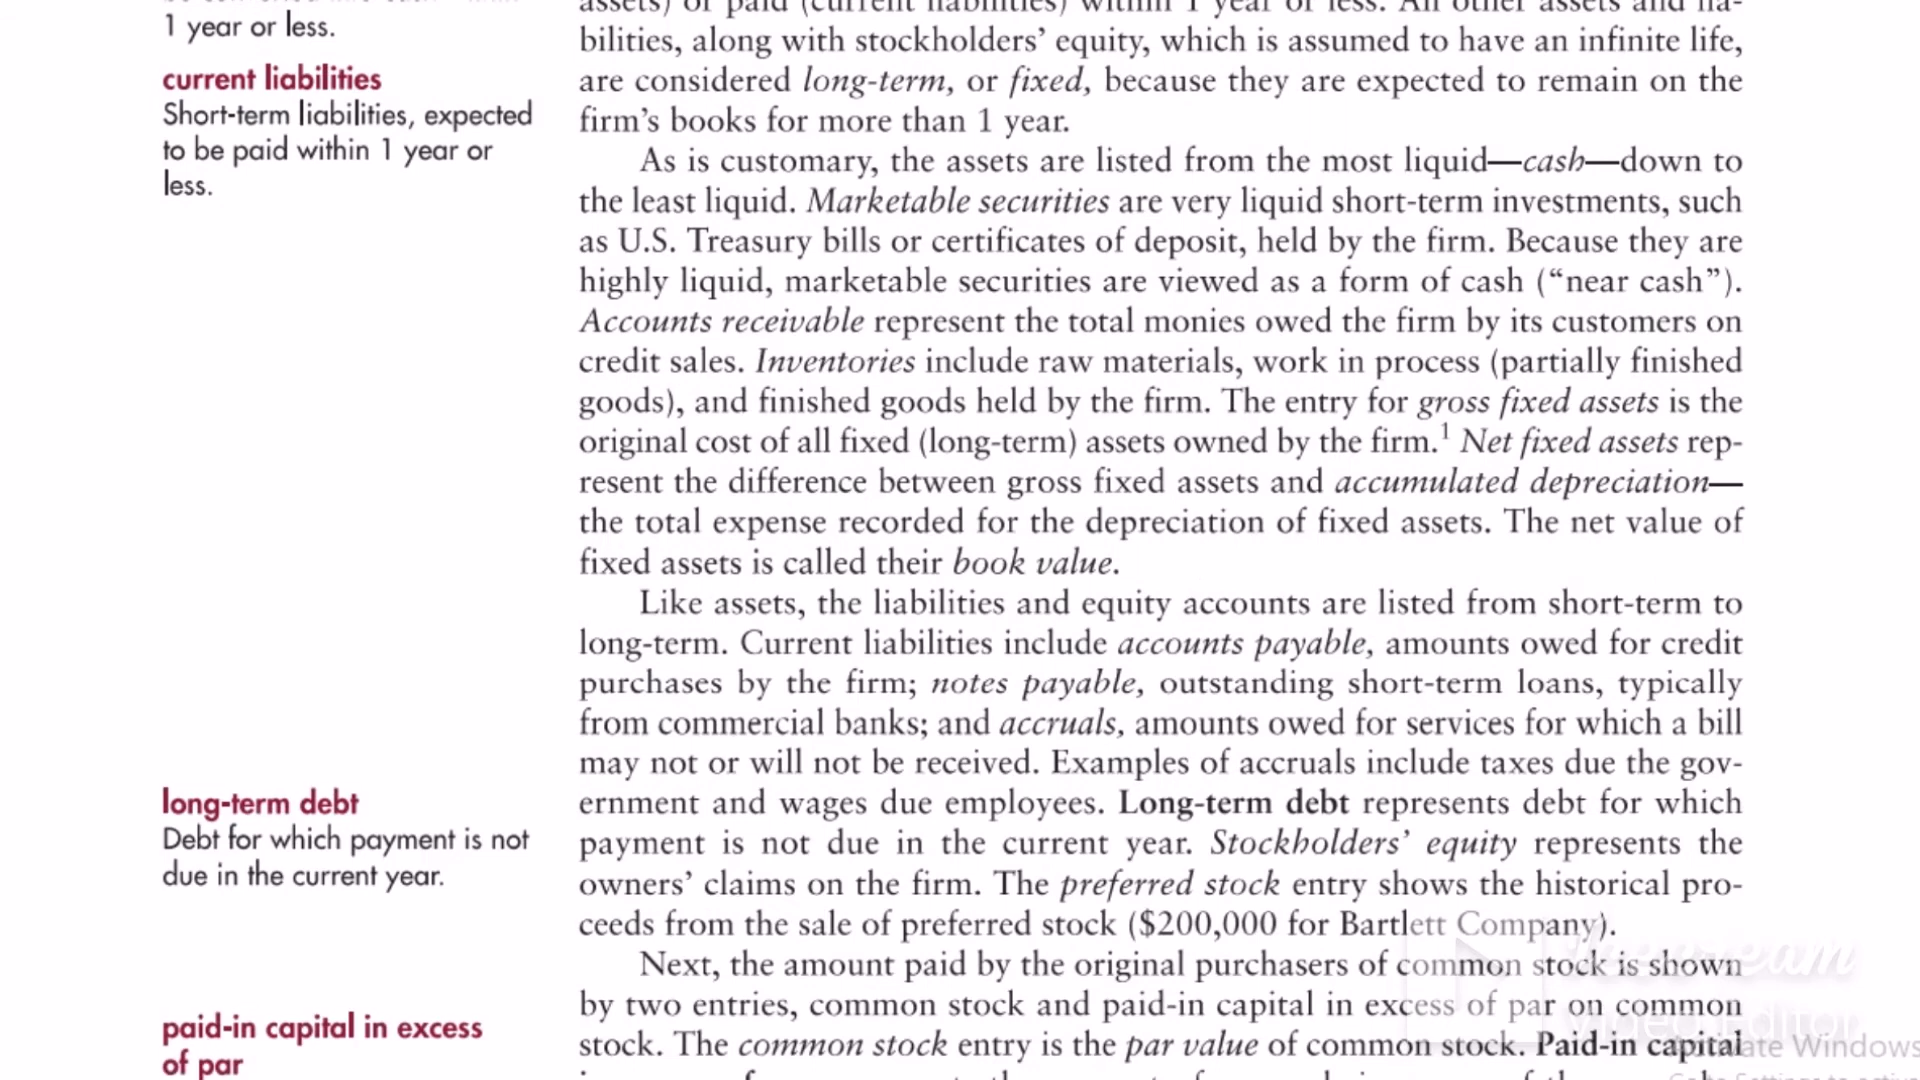 1 year or less.
current liabilities
Short-term liabilities, expected
to be paid within 1 year or
less.
long-term debt
Debt for which payment is not
due in the current year.
paid-in capital in excess
of par
assets) or paid (current liabilities) within 1 year or less. All other assets and lia-
bilities, along with stockholders’ equity, which is assumed to have an infinite life,
are considered long-term, or fixed, because they are expected to remain on the
firm’s books for more than 1 year.
As is customary, the assets are listed from the most liquid—cash—down to
the least liquid. Marketable securities are very liquid short-term investments, such
as U.S. Treasury bills or certificates of deposit, held by the firm. Because they are
highly liquid, marketable securities are viewed as a form of cash (“near cash”).
Accounts receivable represent the total monies owed the firm by its customers on
credit sales. Inventories include raw materials, work in process (partially finished
goods), and finished goods held by the firm. The entry for gross fixed assets is the
original cost of all fixed (long-term) assets owned by the firm.1 Net fixed assets rep-
resent the difference between gross fixed assets and accumulated depreciation—
the total expense recorded for the depreciation of fixed assets. The net value of
fixed assets is called their book value.
Like assets, the liabilities and equity accounts are listed from short-term to
long-term. Current liabilities include accounts payable, amounts owed for credit
purchases by the firm; notes payable, outstanding short-term loans, typically
from commercial banks; and accruals, amounts owed for services for which a bill
may not or will not be received. Examples of accruals include taxes due the gov-
ernment and wages due employees. Long-term debt represents debt for which
payment is not due in the current year. Stockholders’ equity represents the
owners’ claims on the firm. The preferred stock entry shows the historical pro-
ceeds from the sale of preferred stock ($200,000 for Bartlett Company).
Next, the amount paid by the original purchasers of common stock is shown
by two entries, common stock and paid-in capital in excess of par on common
stock. The common stock entry is the par value of common stock. Paid-in capital
Video Editor
Activate Windows